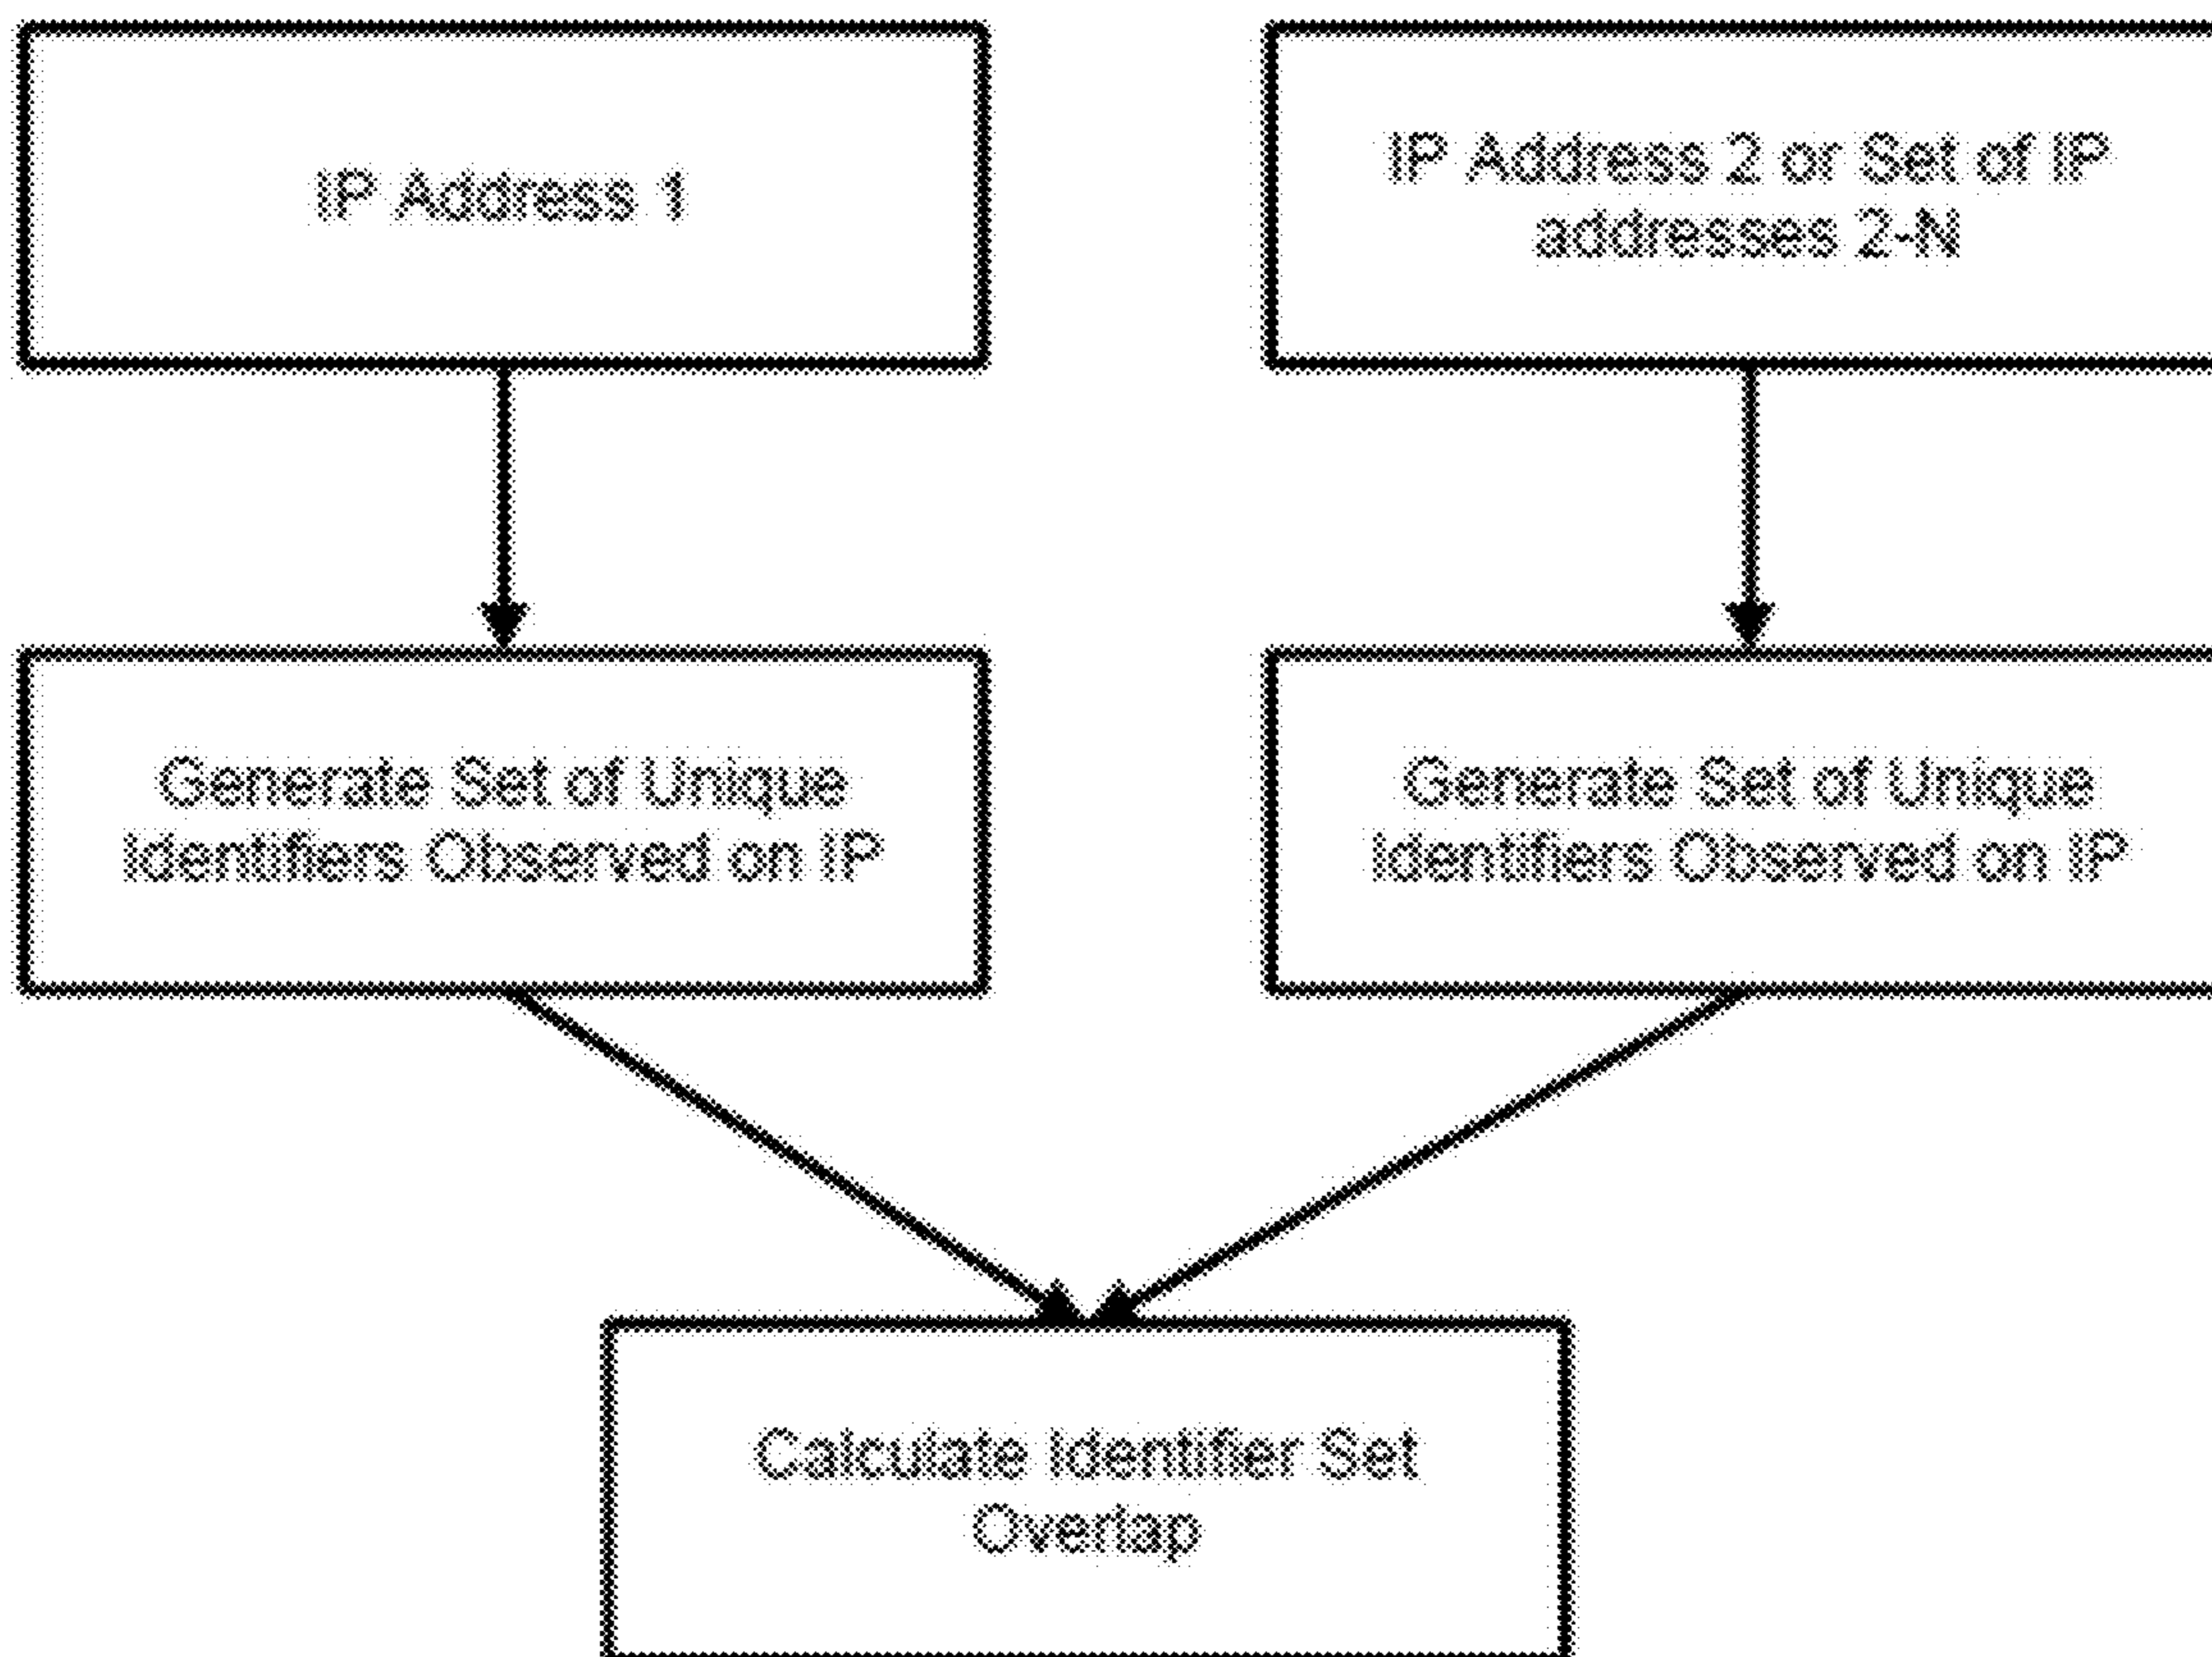 IP Address 1
IP Address 2 or Set of IP
addresses 2-N
Generate Set of Unique
Identifiers Observed on IP
Generate Set of Unique
Identifiers Observed on IP
Calculate Identifier Set
Overlap